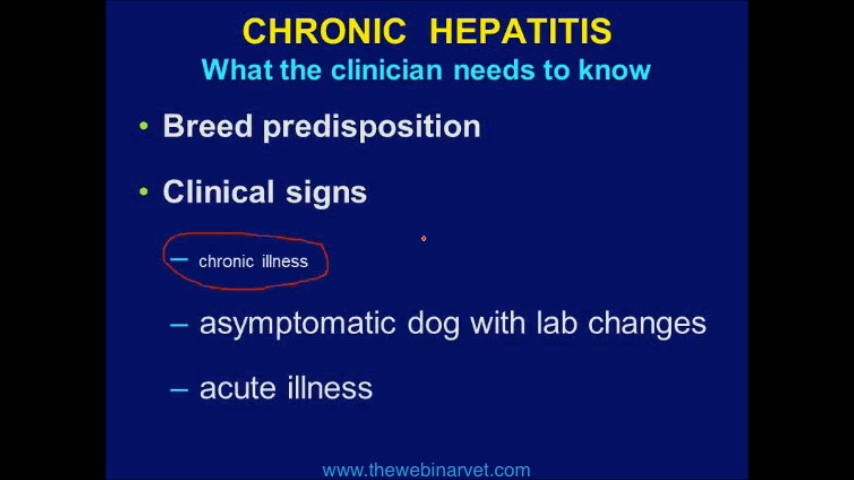 CHRONIC HEPATITIS
What the clinician needs to know
• Breed predisposition
• Clinical signs
– chronic illness
– asymptomatic dog with lab changes
– acute illness
www.thewebinarvet.com